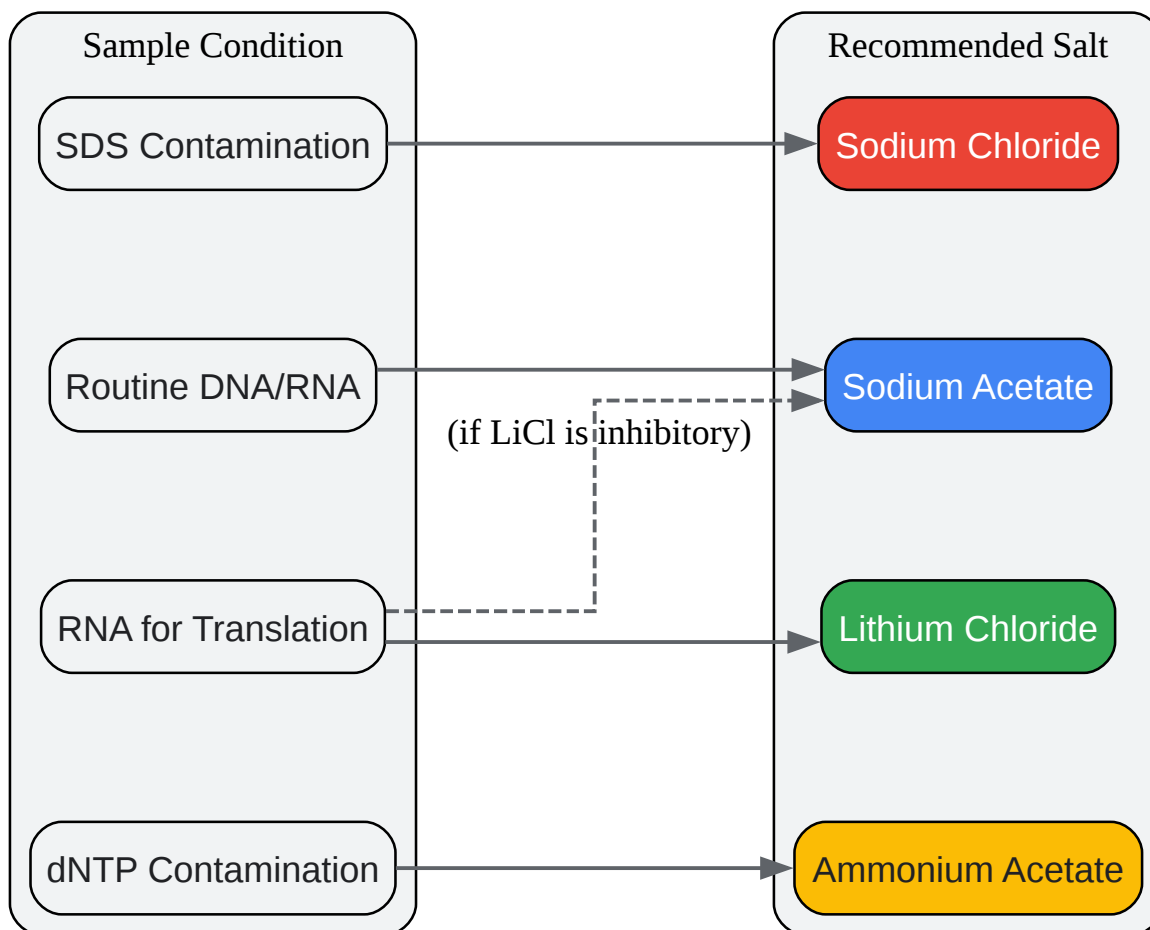 Sample Condition
Recommended Salt
SDS Contamination
Sodium Chloride
Routine DNA/RNA
Sodium Acetate
(if LiCl is inhibitory)
RNA for Translation
Lithium Chloride
dNTP Contamination
Ammonium Acetate